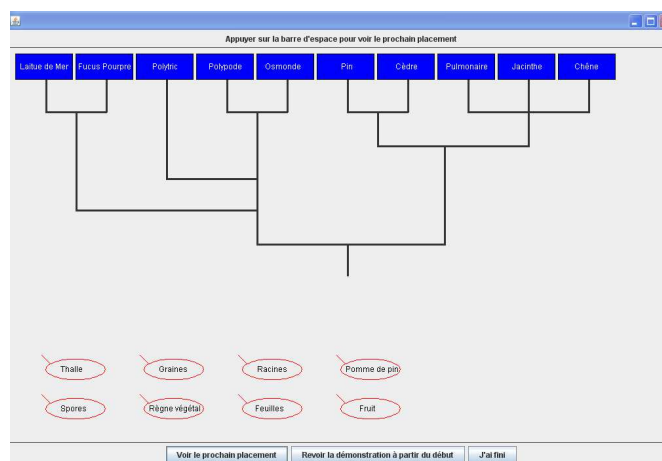 Appuyer sur la barre d'espace pour voir le prochain placement
Laitue de Mer Fucus Pourpre Polytric Polypode Osmonde Pin Cèdre Pulmonaire Jacinthe Chêne
Thalle Graines Racines Pomme de pin
Spores Règne végétal Feuilles Fruit
Voir le prochain placement Revoir la démonstration à partir du début J'ai fini